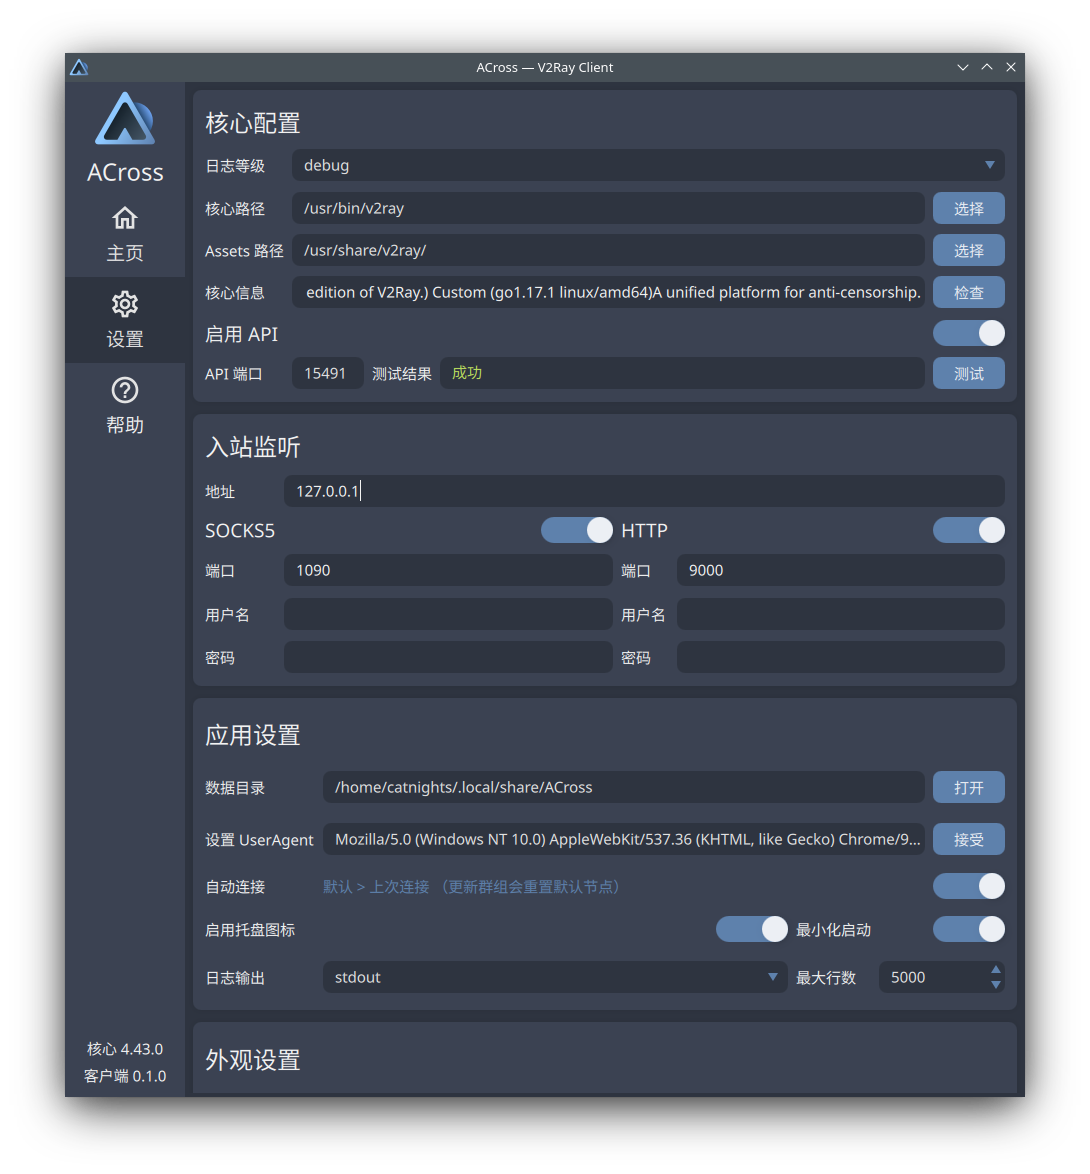 ACross — V2Ray Client
ACross
主页
设置
帮助
核心 4.43.0
客户端 0.1.0
核心配置
日志等级 debug
核心路径 /usr/bin/v2ray 选择
Assets 路径 /usr/share/v2ray/ 选择
核心信息 edition of V2Ray.) Custom (go1.17.1 linux/amd64)A unified platform for anti-censorship. 检查
启用 API
API 端口 15491 测试结果 成功 测试
入站监听
地址 127.0.0.1
SOCKS5 HTTP
端口 1090 端口 9000
用户名 用户名
密码 密码
应用设置
数据目录 /home/catnights/.local/share/ACross 打开
设置 UserAgent Mozilla/5.0 (Windows NT 10.0) AppleWebKit/537.36 (KHTML, like Gecko) Chrome/9... 接受
自动连接 默认 > 上次连接 （更新群组会重置默认节点）
启用托盘图标 最小化启动
日志输出 stdout 最大行数 5000
外观设置